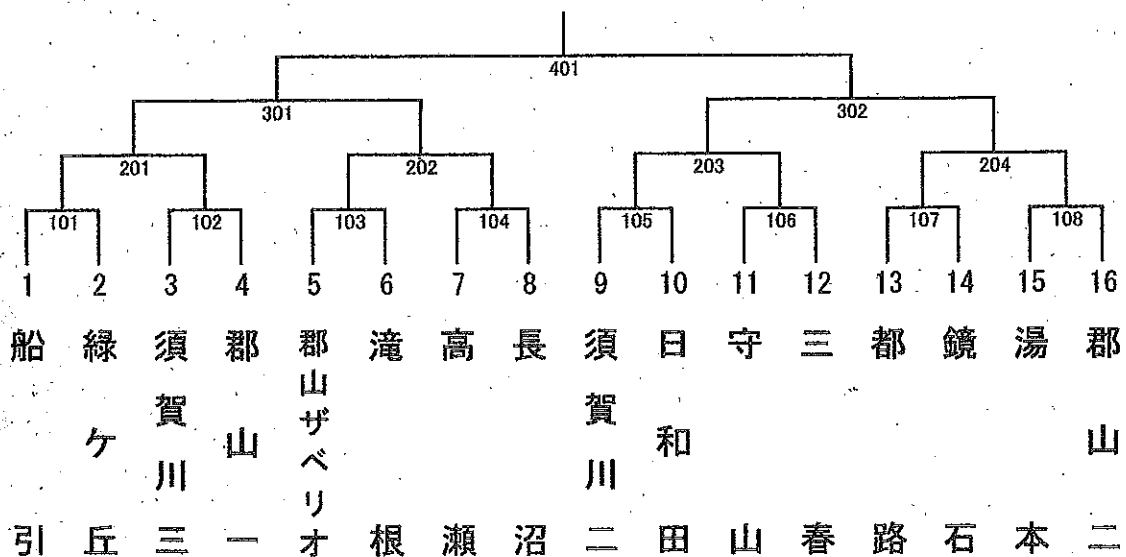 401
301
302
201
202
203
204
101
102
103
104
105
106
107
108
1
2
3
4
5
6
7
8
9
10
11
12
13
14
15
16
船引
緑ケ丘
須賀川三
郡山一
郡山ザベリオ
滝根
高瀬
長沼
須賀川二
日和田
守山
三春
都路
鏡石
湯本
郡山二